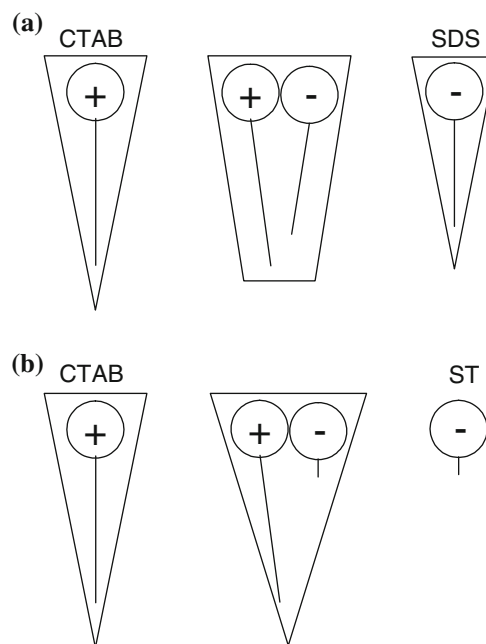 (a)
CTAB SDS
+ + - -
(b)
CTAB ST
+ + - -